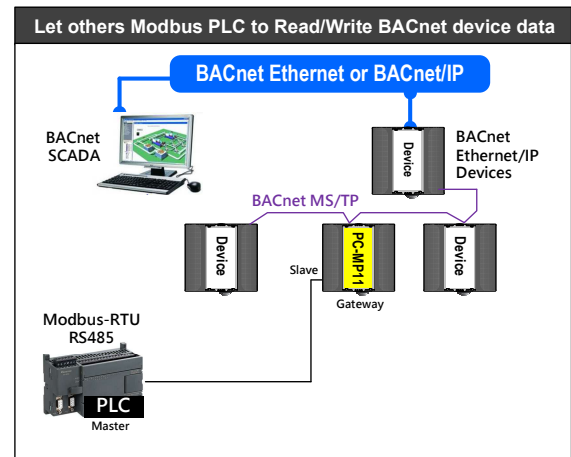 Let others Modbus PLC to Read/Write BACnet device data
BACnet Ethernet or BACnet/IP
BACnet
SCADA
Device
BACnet
Ethernet/IP
Devices
BACnet MS/TP
Device
PC-MP11
Device
Slave
Gateway
Modbus-RTU
RS485
PLC
Master